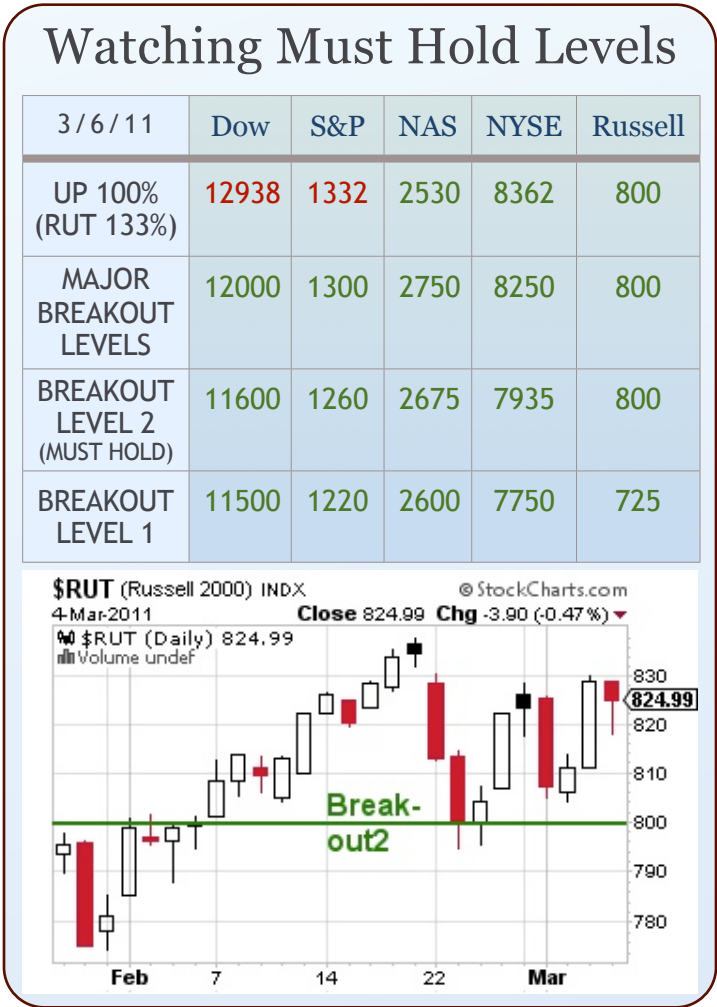 Watching Must Hold Levels
3/6/11 Dow S&P NAS NYSE Russell
UP 100% 12938 1332 2530 8362 800
(RUT 133%)
MAJOR 12000 1300 2750 8250 800
BREAKOUT
LEVELS
BREAKOUT 11600 1260 2675 7935 800
LEVEL 2
(MUST HOLD)
BREAKOUT 11500 1220 2600 7750 725
LEVEL 1
$RUT (Russell 2000) INDX © StockCharts.com
4-Mar-2011 Close 824.99 Chg -3.90 (-0.47%)
$RUT (Daily) 824.99
Volume undef
830
824.99
820
810
Break-
800
out2
790
780
Feb 7 14 22 Mar